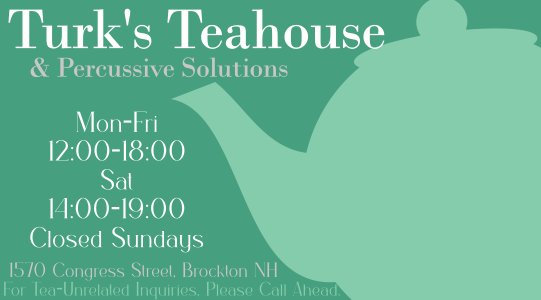 Turk's Teahouse
& Percussive Solutions
Mon-Fri
12:00-18:00
Sat
14:00-19:00
Closed Sundays
1570 Congress Street, Brockton NH
For Tea-Unrelated Inquiries, Please Call Ahead.